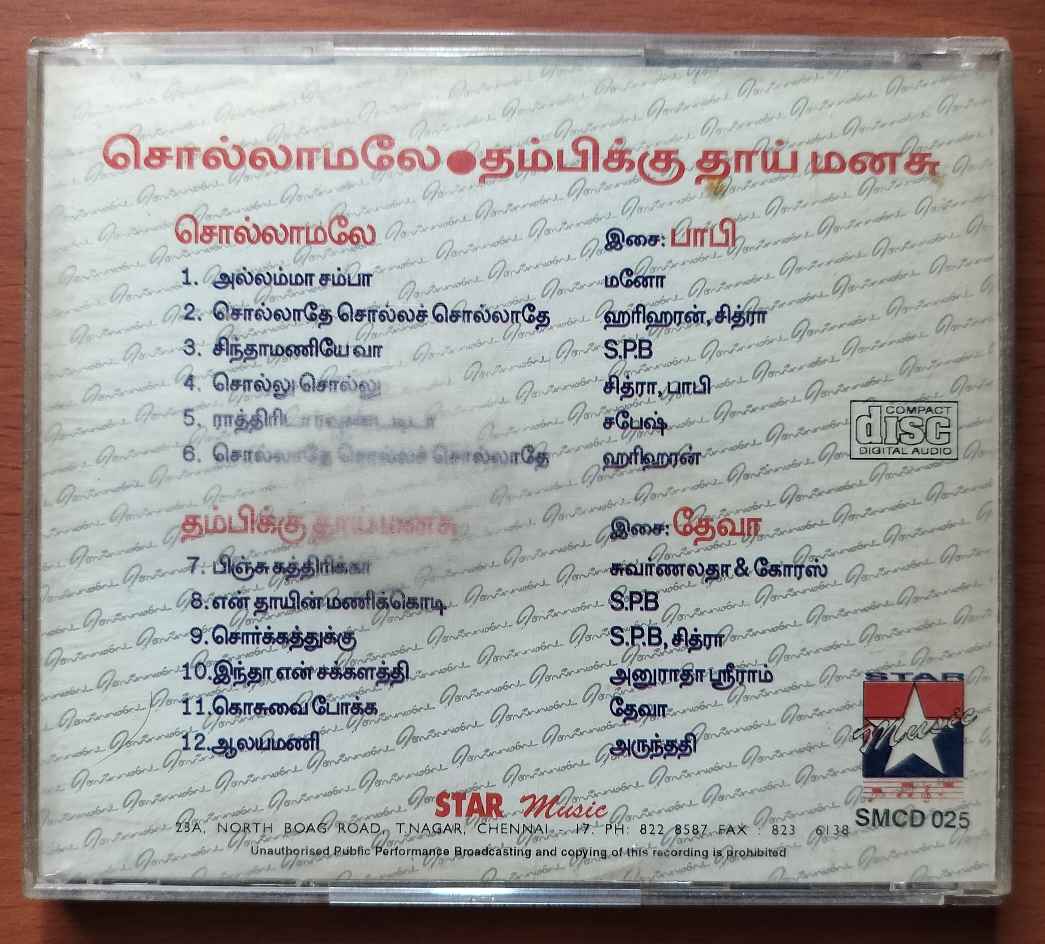 சொல்லாமலே●தம்பிக்கு தாய் மனசு
சொல்லாமலே இசை: பாபி
1. அல்லம்மா சம்பா மனோ
2. சொல்லாதே சொல்லச் சொல்லாதே ஹரிஹரன், சித்ரா
3. சிந்தாமணியே வா S.P.B
4. சொல்லு சொல்லு சித்ரா, பாபி
5. சபேஷ்
6. சொல்லாதே சொல்லச் சொல்லாதே ஹரிஹரன்
COMPACT
disc
DIGITAL AUDIO
தம்பிக்கு தாய் மனசு இசை: தேவா
7. பிஞ்சு கத்திரிக்கா சுவர்ணலதா & கோரஸ்
8. என் தாயின் மணிக்கொடி S.P.B
9. சொர்க்கத்துக்கு S.P.B, சித்ரா
10. இந்தா என் சக்களத்தி அனுராதா ஸ்ரீராம்
11. கொசுவை போக்க தேவா
12. ஆலயமணி அருந்ததி
STAR
Music
SMCD 025
STAR Music
23A, NORTH BOAG ROAD, T.NAGAR, CHENNAI - 17. PH: 822 8587 FAX : 823 6138
Unauthorised Public Performance Broadcasting and copying of this recording is prohibited